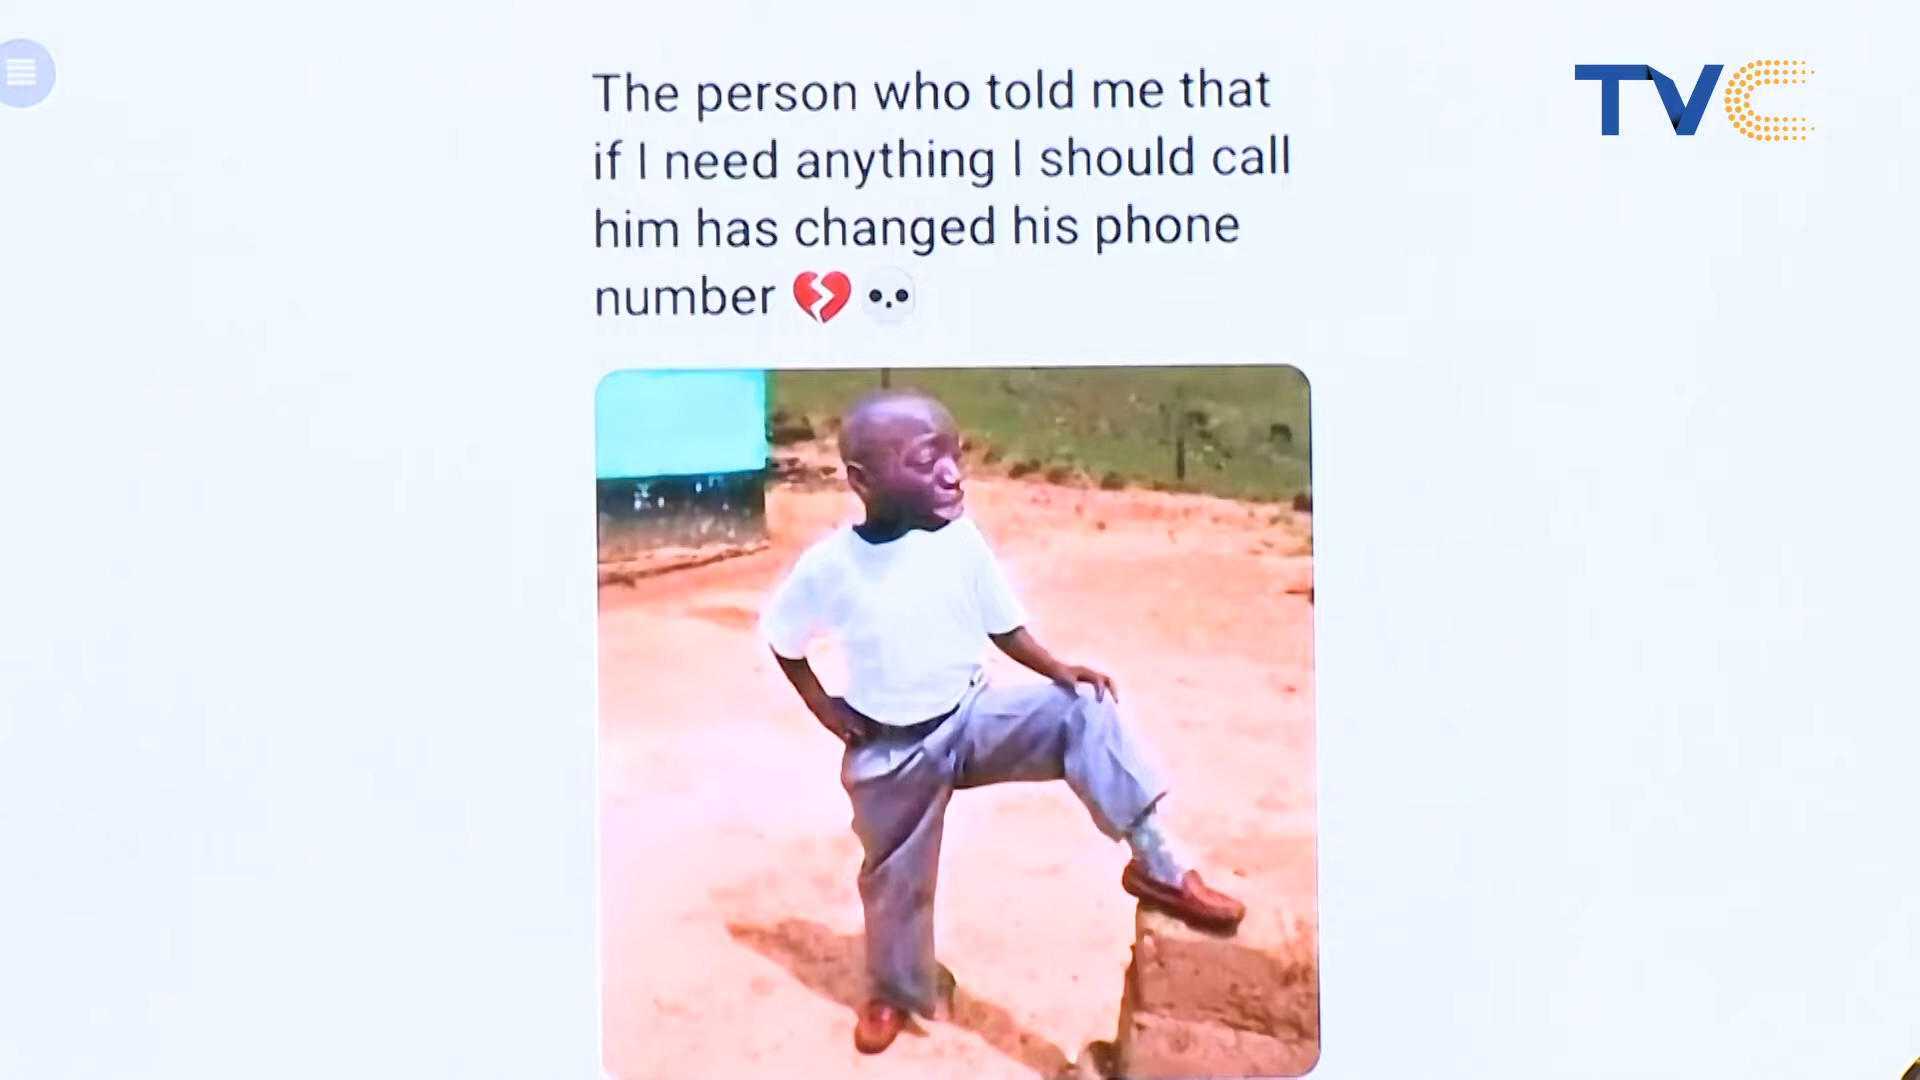 The person who told me that
if I need anything I should call
him has changed his phone
number 💔💀
TVC